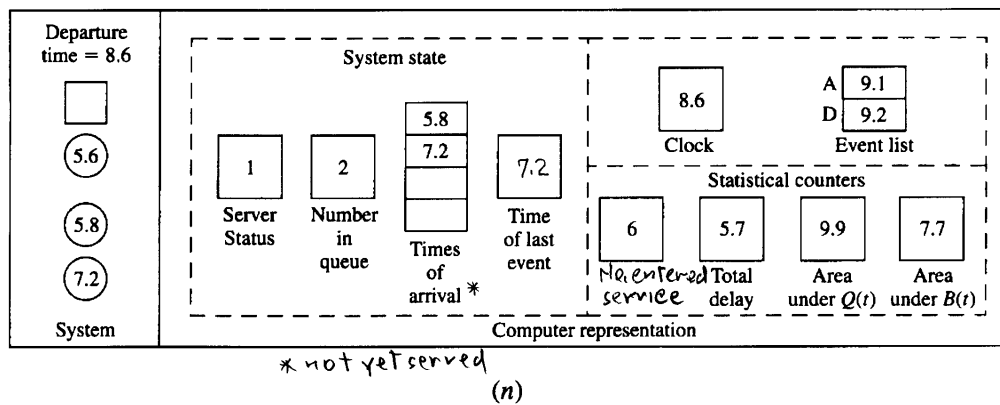 Departure
time = 8.6
5.6
5.8
7.2
System
System state
1
Server
Status
2
Number
in
queue
5.8
7.2
Times
of
arrival *
7.2
Time
of last
event
8.6
Clock
A 9.1
D 9.2
Event list
Statistical counters
6
No. entered
service
5.7
Total
delay
9.9
Area
under Q(t)
7.7
Area
under B(t)
Computer representation
* not yet served
(n)